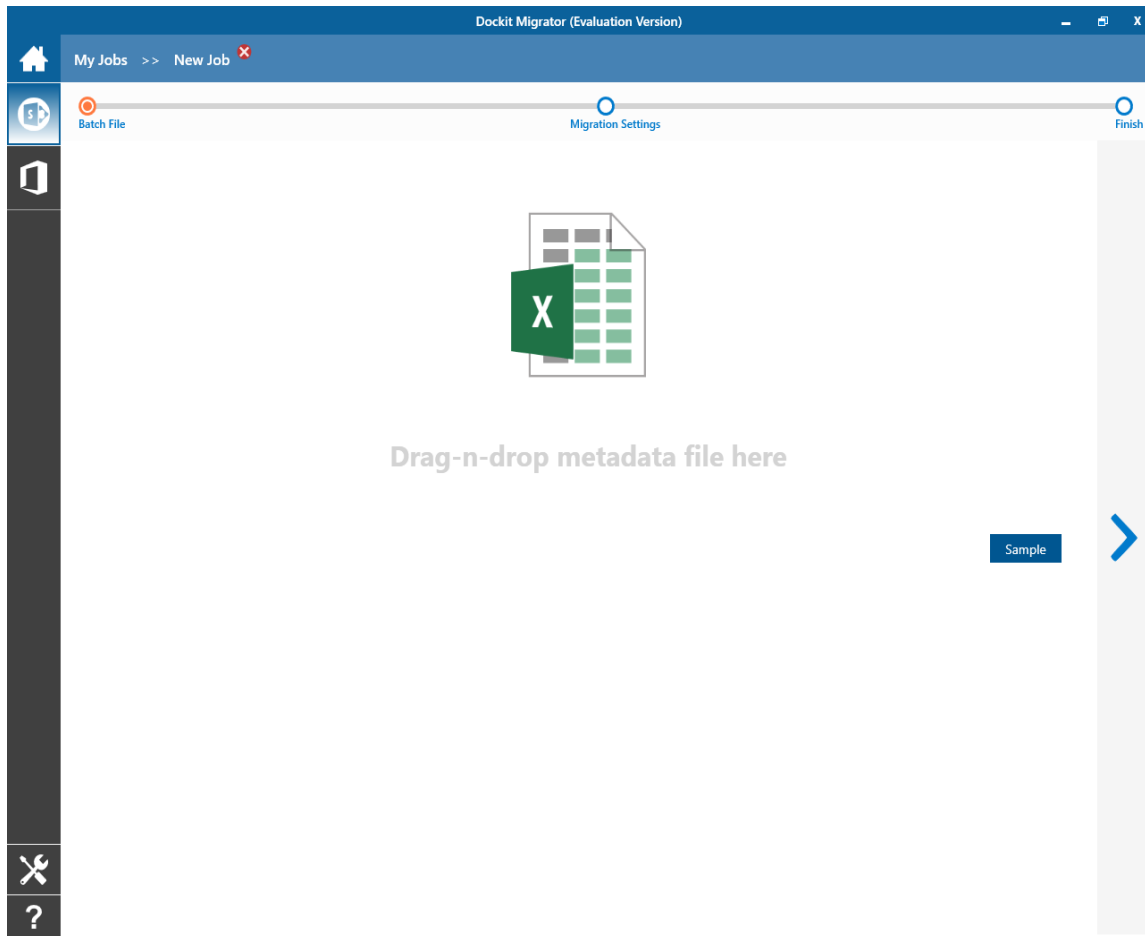 Dockit Migrator (Evaluation Version)
My Jobs >> New Job
Batch File
Migration Settings
Finish
S
X
Drag-n-drop metadata file here
Sample
?